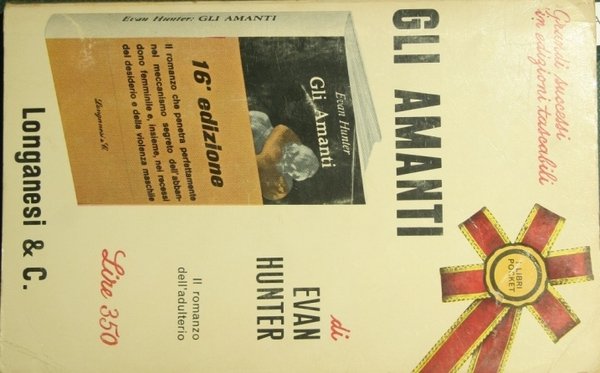 Grandi successi
in edizioni tascabili
GLI AMANTI
Evan Hunter: GLI AMANTI
Evan Hunter
Gli Amanti
16ª edizione
Il romanzo che penetra perfettamente
nel meccanismo segreto dell'abban-
dono femminile e, insieme, nei recessi
del desiderio e della violenza maschile
Longanesi & C.
I LIBRI
POCKET
di
EVAN
HUNTER
Il romanzo
dell'adulterio
Lire 350
Longanesi & C.